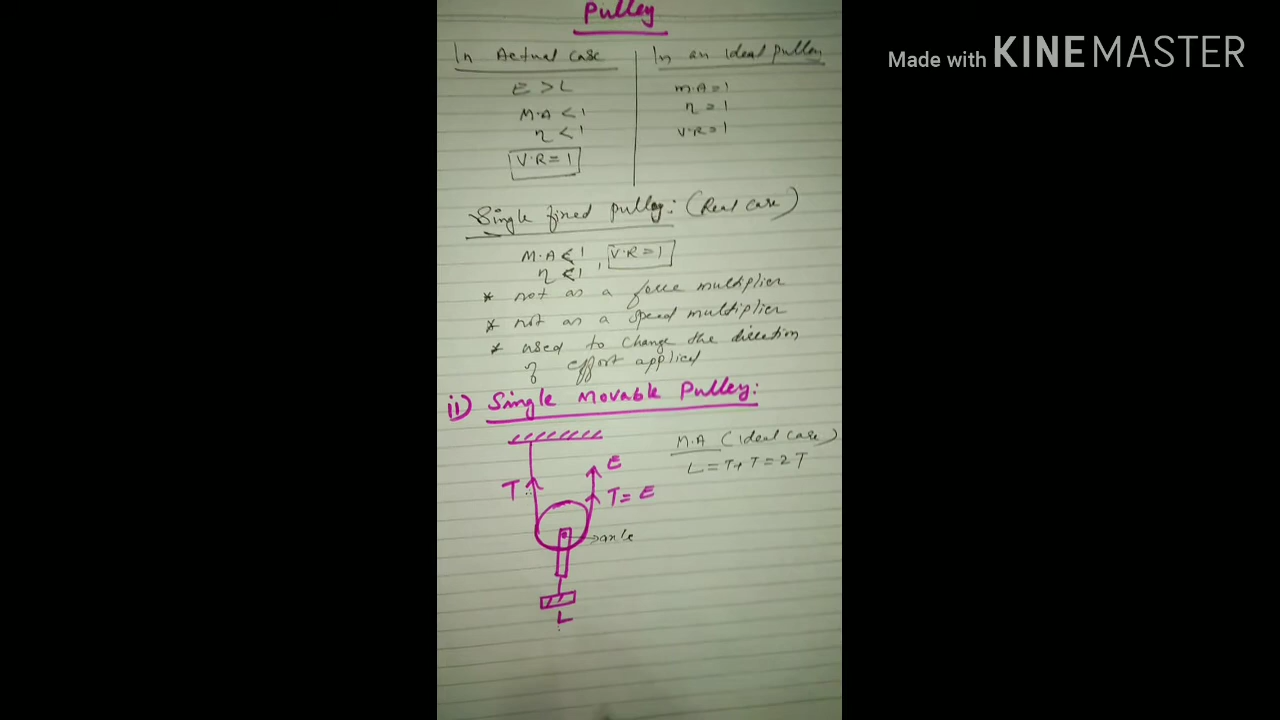 Pulley
In Actual case
E > L
M.A < 1
η < 1
V.R = 1
In an ideal pulley
M.A = 1
η = 1
V.R = 1
Single fixed pulley: (Real case)
M.A < 1, V.R = 1
η < 1
* not as a force multiplier
* not as a speed multiplier
* used to change the direction
of effort applied
ii) Single Movable Pulley:
M.A (Ideal case)
L = T + T = 2T
E
T
T = E
→ axle
L
Made with KINEMASTER